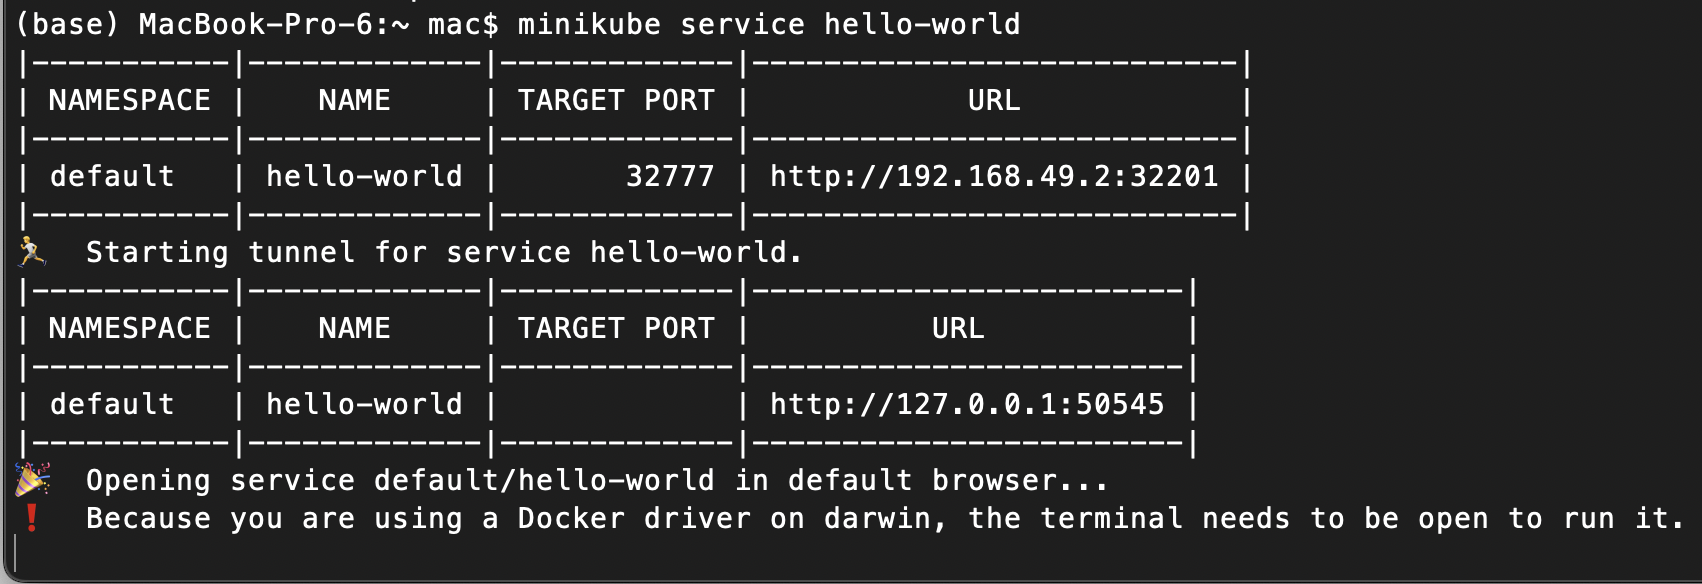 (base) MacBook-Pro-6:~ mac$ minikube service hello-world
|-----------|-------------|-------------|---------------------------|
| NAMESPACE |    NAME     | TARGET PORT |            URL            |
|-----------|-------------|-------------|---------------------------|
| default   | hello-world |       32777 | http://192.168.49.2:32201 |
|-----------|-------------|-------------|---------------------------|
🏃  Starting tunnel for service hello-world.
|-----------|-------------|-------------|------------------------|
| NAMESPACE |    NAME     | TARGET PORT |          URL           |
|-----------|-------------|-------------|------------------------|
| default   | hello-world |             | http://127.0.0.1:50545 |
|-----------|-------------|-------------|------------------------|
🎉  Opening service default/hello-world in default browser...
❗  Because you are using a Docker driver on darwin, the terminal needs to be open to run it.